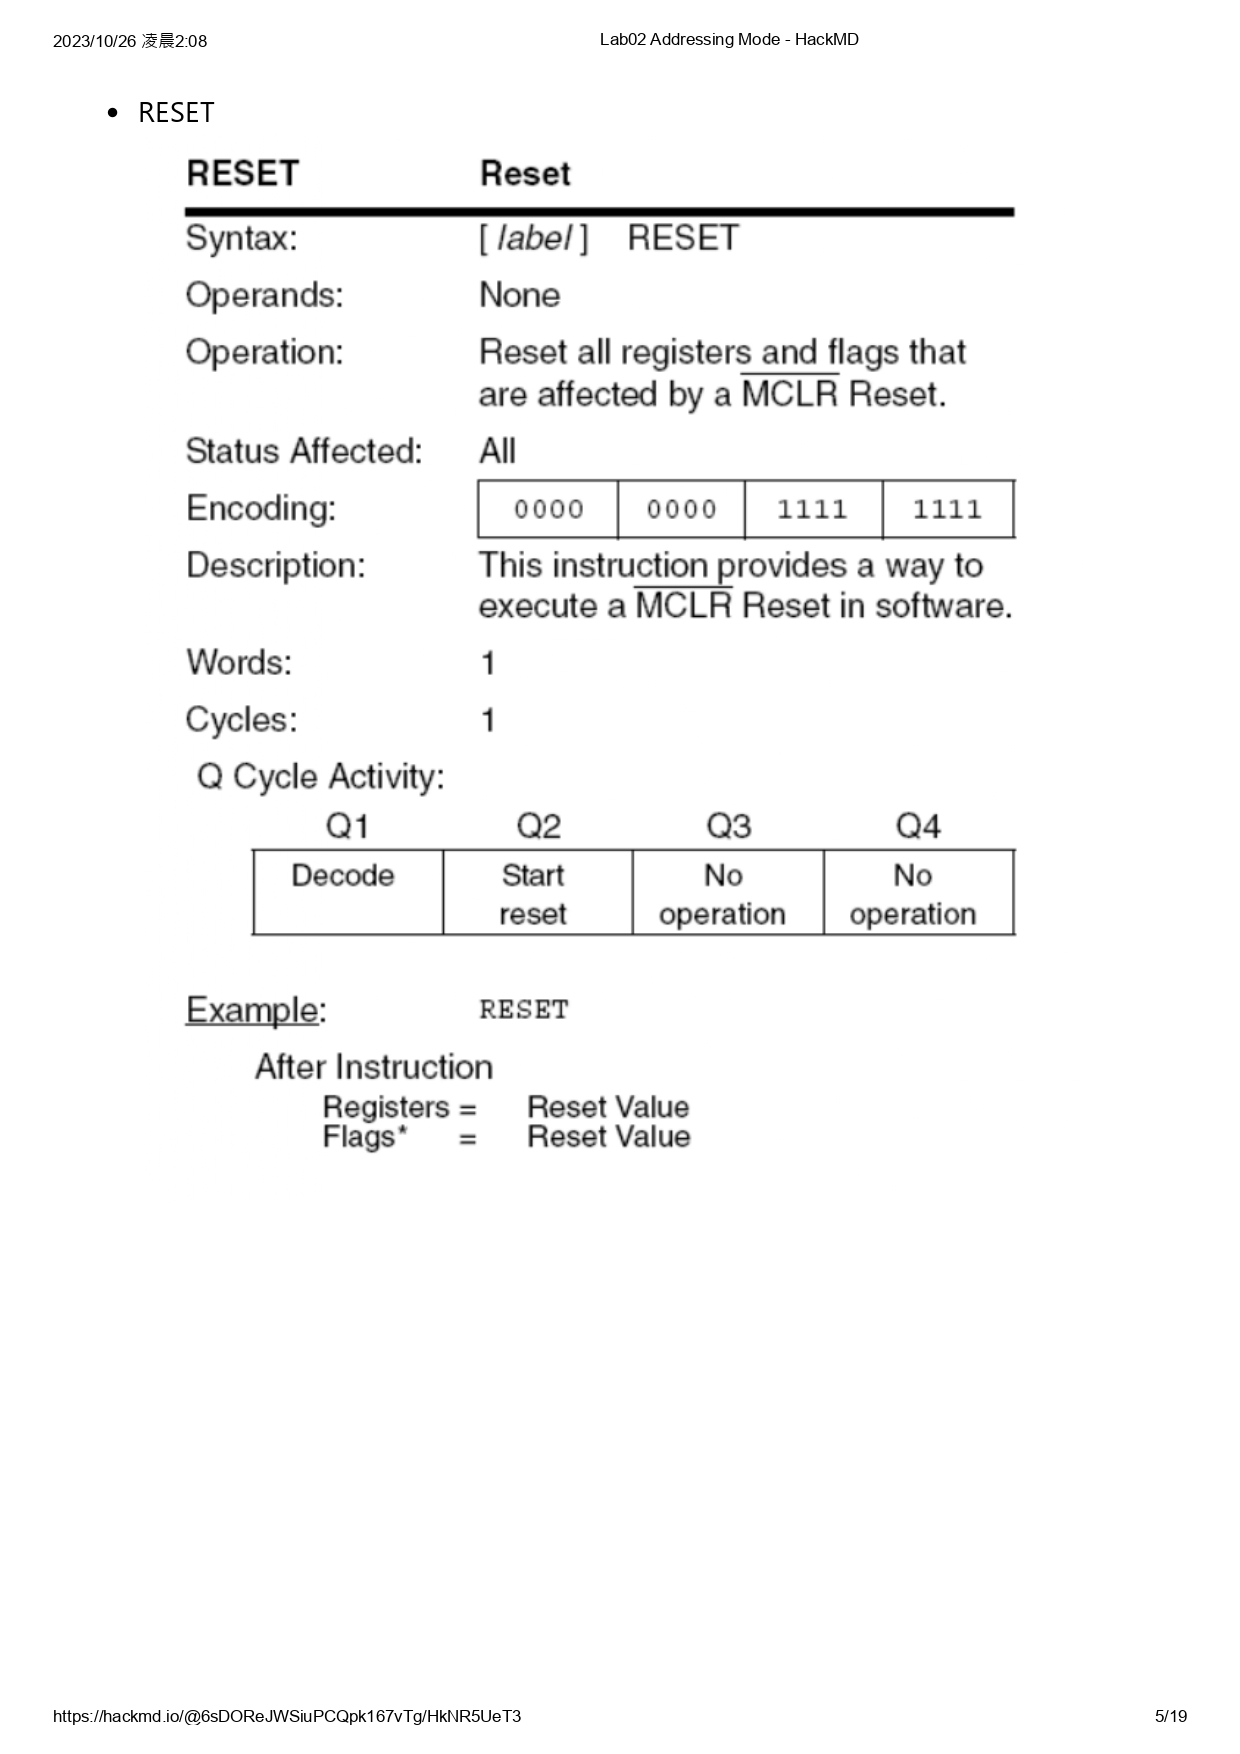 2023/10/26 凌晨2:08
Lab02 Addressing Mode - HackMD
• RESET
RESET Reset
Syntax: [ label ] RESET
Operands: None
Operation: Reset all registers and flags that
are affected by a MCLR Reset.
Status Affected: All
Encoding: 0000 0000 1111 1111
Description: This instruction provides a way to
execute a MCLR Reset in software.
Words: 1
Cycles: 1
Q Cycle Activity:
Q1 Q2 Q3 Q4
Decode Start No No
reset operation operation
Example: RESET
After Instruction
Registers = Reset Value
Flags* = Reset Value
https://hackmd.io/@6sDOReJWSiuPCQpk167vTg/HkNR5UeT3
5/19